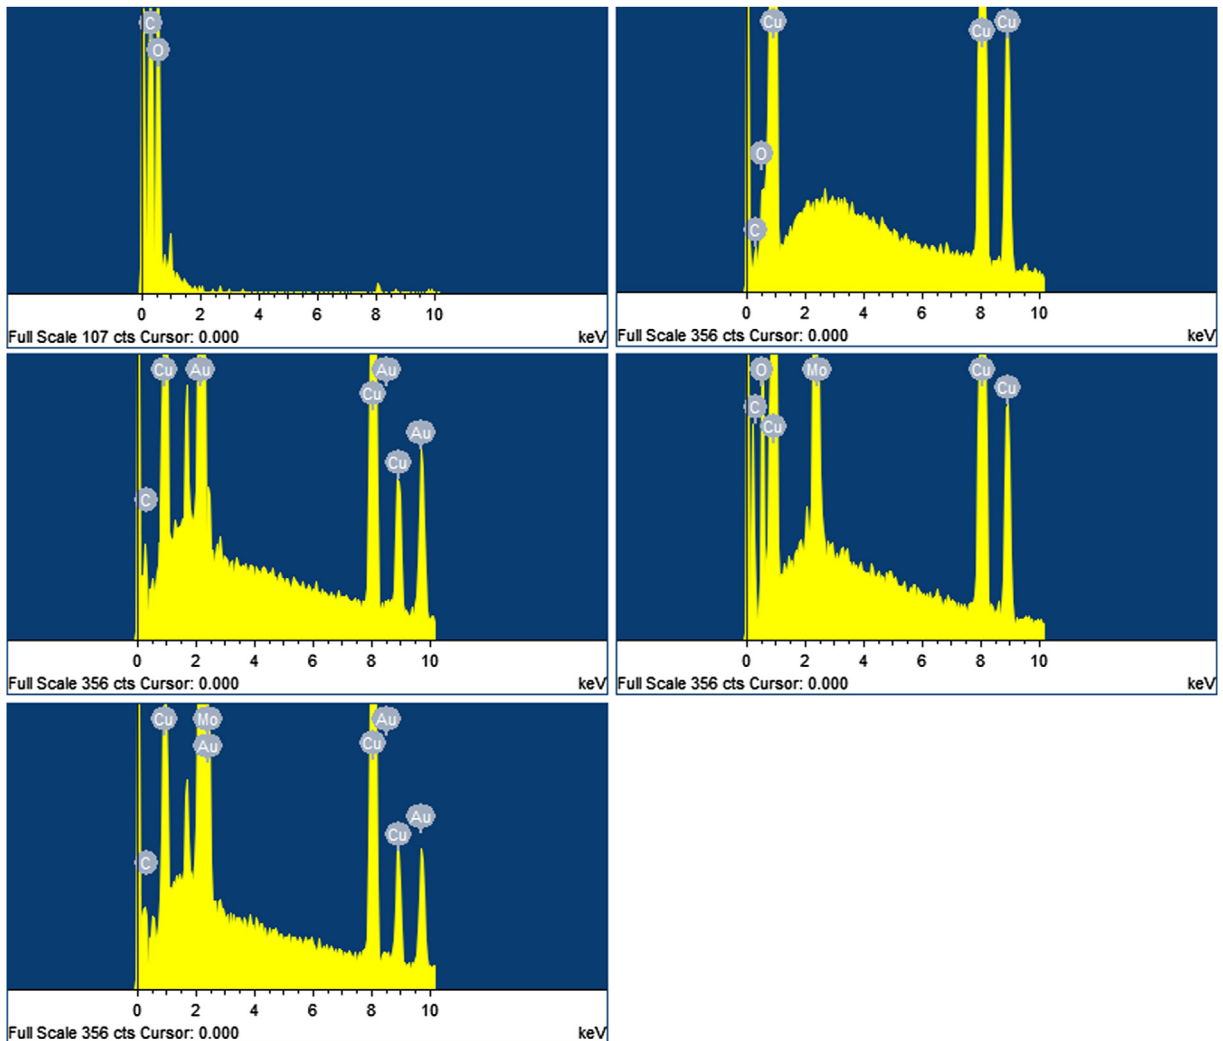 C
O
0 2 4 6 8 10
Full Scale 107 cts Cursor: 0.000 keV
Cu Cu Cu
O
C
0 2 4 6 8 10
Full Scale 356 cts Cursor: 0.000 keV
Cu Au Au
Cu
Au
Cu
C
0 2 4 6 8 10
Full Scale 356 cts Cursor: 0.000 keV
O Mo Cu
Cu
C
Cu
0 2 4 6 8 10
Full Scale 356 cts Cursor: 0.000 keV
Cu Mo Au
Au Cu
Au
Cu
C
0 2 4 6 8 10
Full Scale 356 cts Cursor: 0.000 keV